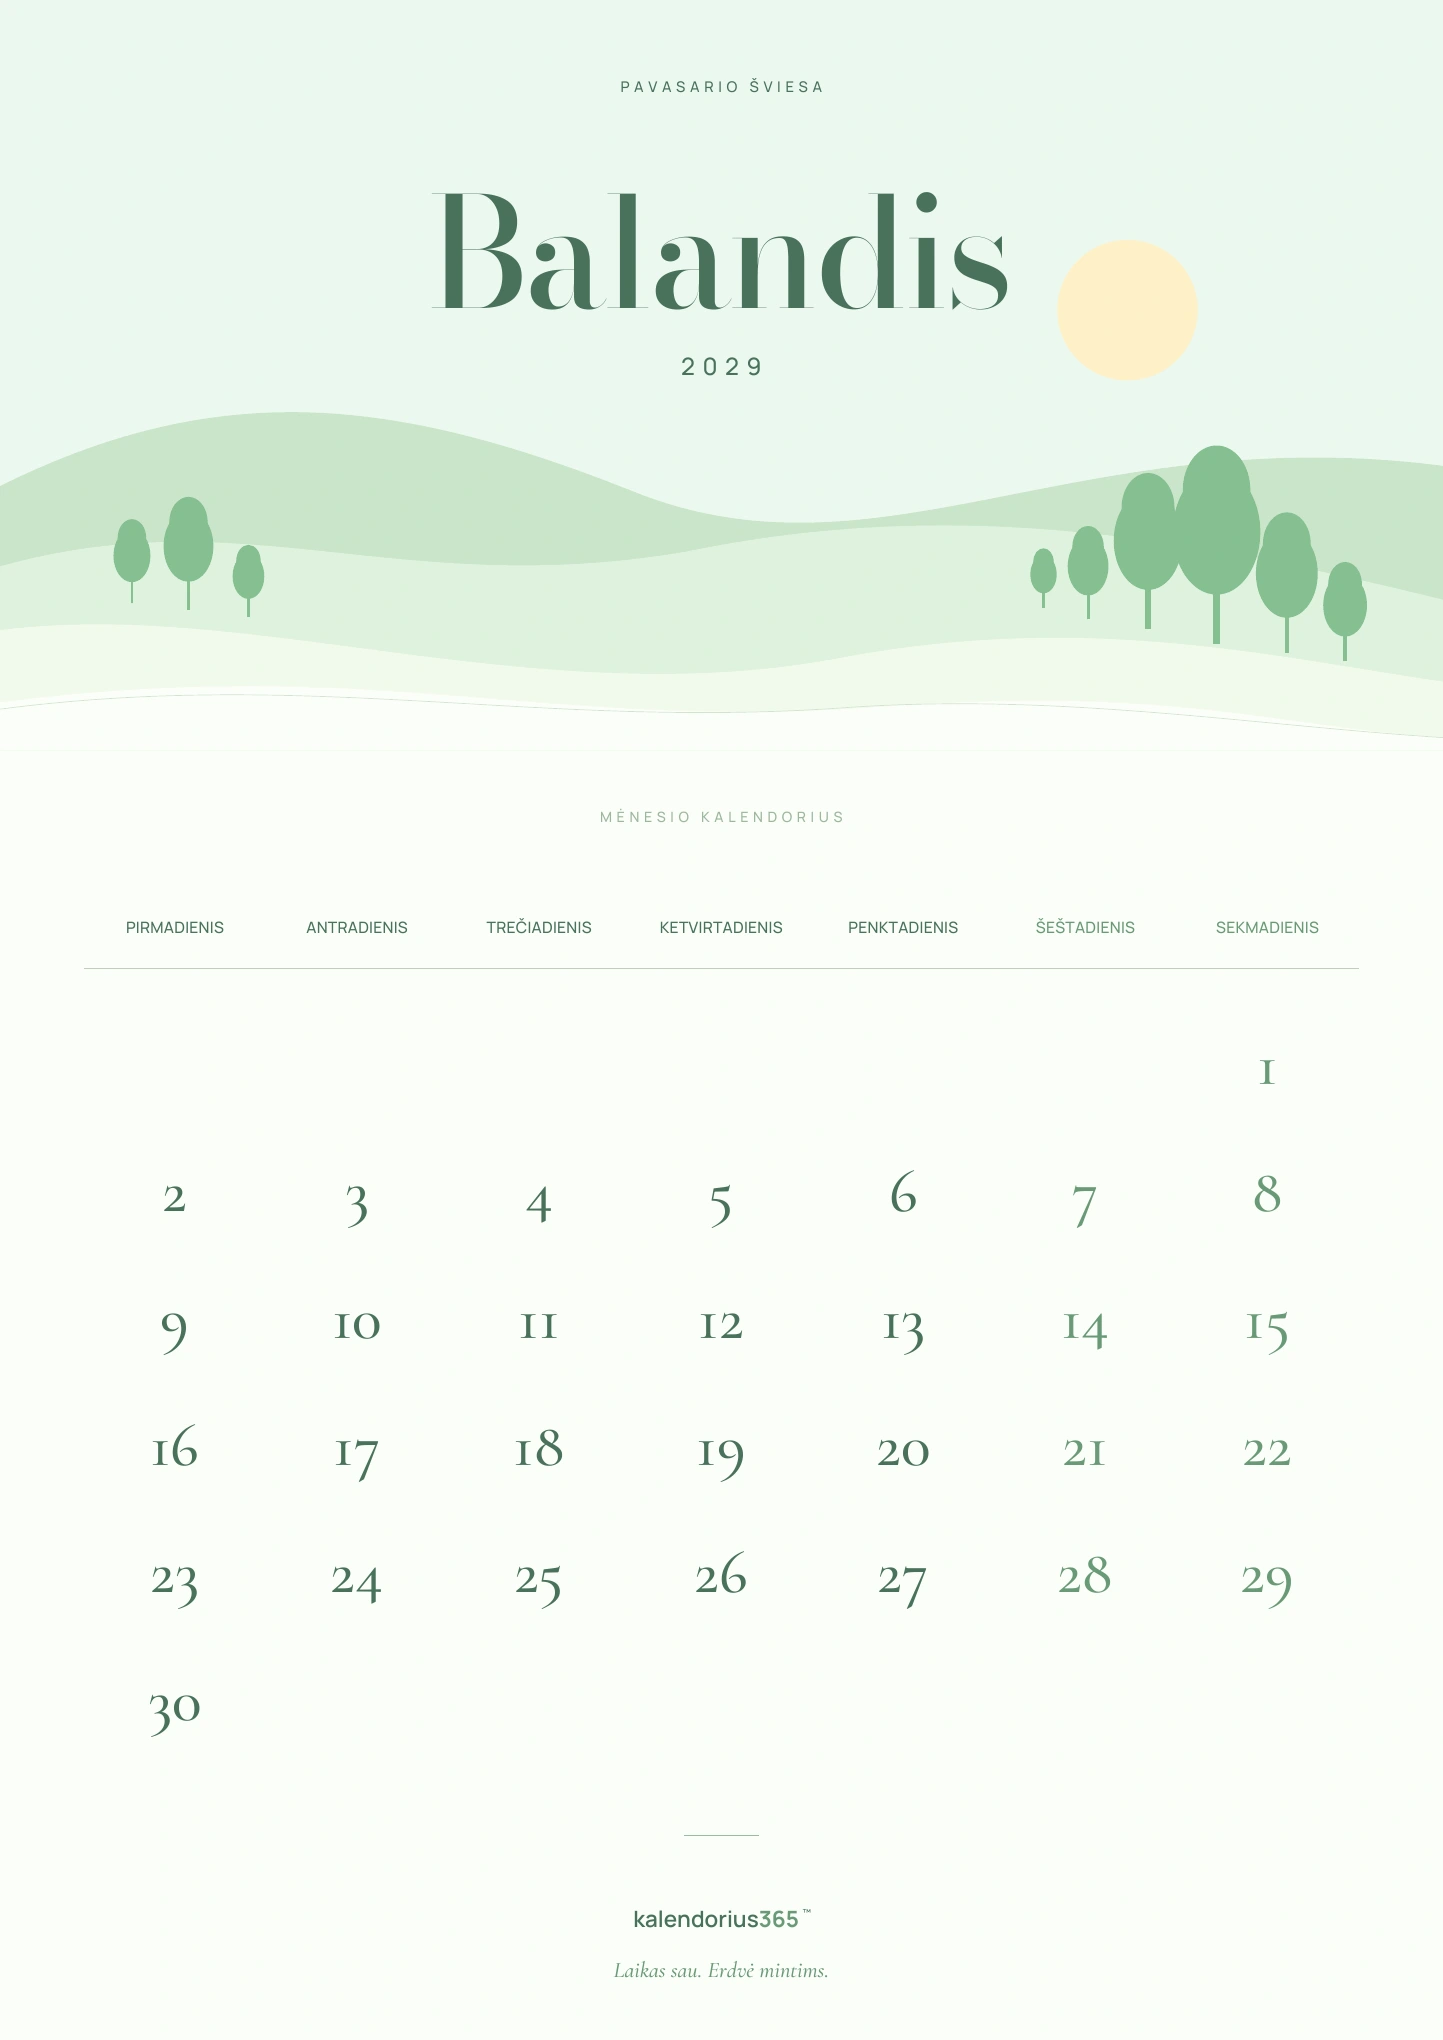 PAVASARIO ŠVIESA
Balandis
2029
MĖNESIO KALENDORIUS
PIRMADIENIS ANTRADIENIS TREČIADIENIS KETVIRTADIENIS PENKTADIENIS ŠEŠTADIENIS SEKMADIENIS
1
2 3 4 5 6 7 8
9 10 11 12 13 14 15
16 17 18 19 20 21 22
23 24 25 26 27 28 29
30
kalendorius365™
Laikas sau. Erdvė mintims.